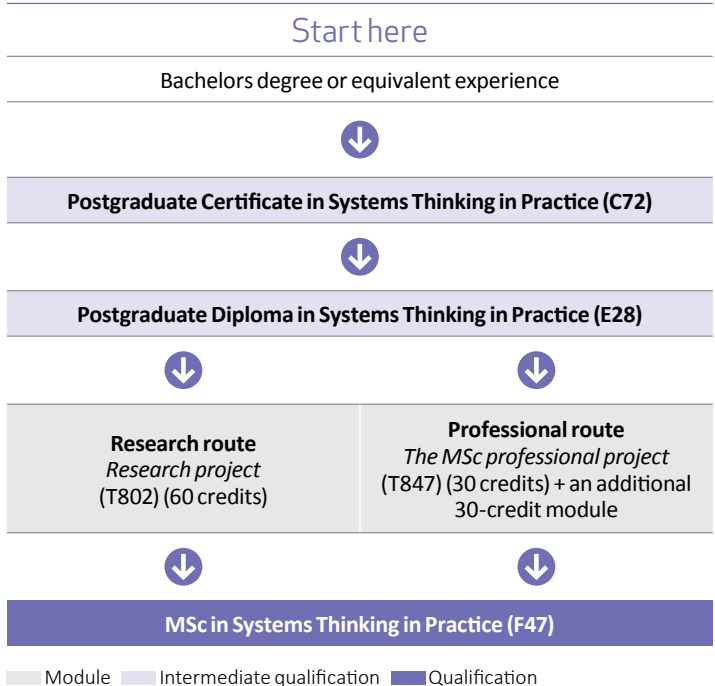 Start here
Bachelors degree or equivalent experience
Postgraduate Certificate in Systems Thinking in Practice (C72)
Postgraduate Diploma in Systems Thinking in Practice (E28)
Research route
Research project
(T802) (60 credits)
Professional route
The MSc professional project
(T847) (30 credits) + an additional
30-credit module
MSc in Systems Thinking in Practice (F47)
Module Intermediate qualification Qualification